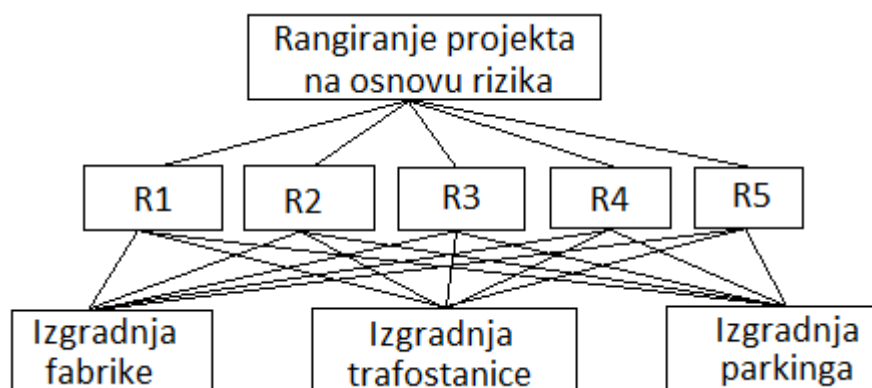 Rangiranje projekta
na osnovu rizika
R1
R2
R3
R4
R5
Izgradnja
fabrike
Izgradnja
trafostanice
Izgradnja
parkinga